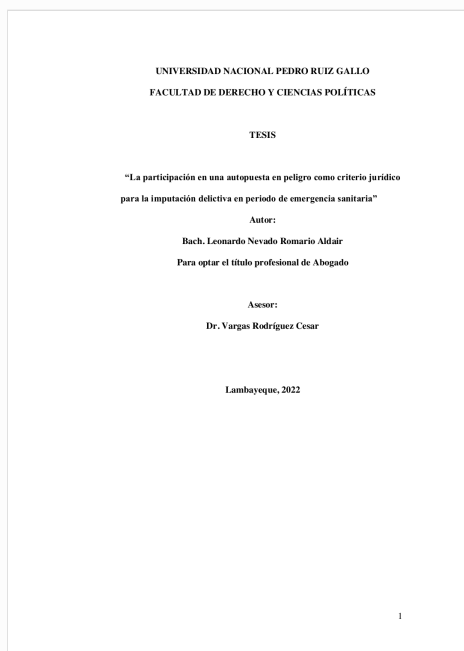 UNIVERSIDAD NACIONAL PEDRO RUIZ GALLO
FACULTAD DE DERECHO Y CIENCIAS POLÍTICAS
TESIS
“La participación en una autopuesta en peligro como criterio jurídico
para la imputación delictiva en periodo de emergencia sanitaria”
Autor:
Bach. Leonardo Nevado Romario Aldair
Para optar el título profesional de Abogado
Asesor:
Dr. Vargas Rodríguez Cesar
Lambayeque, 2022
1